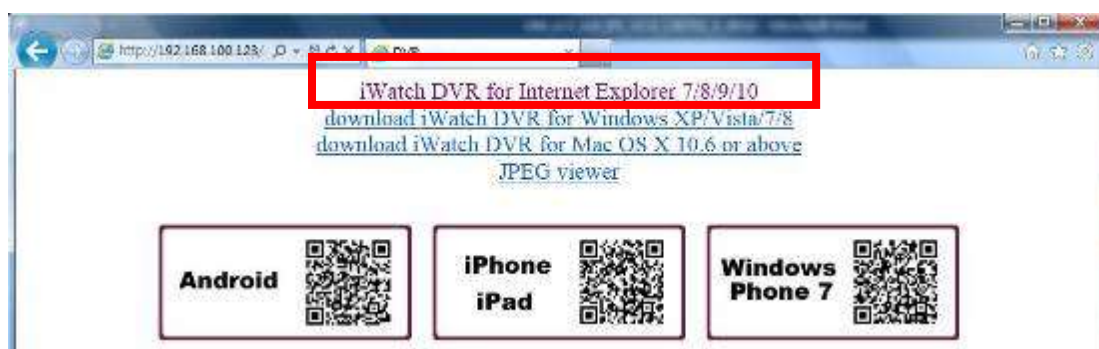 http://192.168.100.123/
DVR
iWatch DVR for Internet Explorer 7/8/9/10
download iWatch DVR for Windows XP/Vista/7/8
download iWatch DVR for Mac OS X 10.6 or above
JPEG viewer
Android
iPhone
iPad
Windows
Phone 7